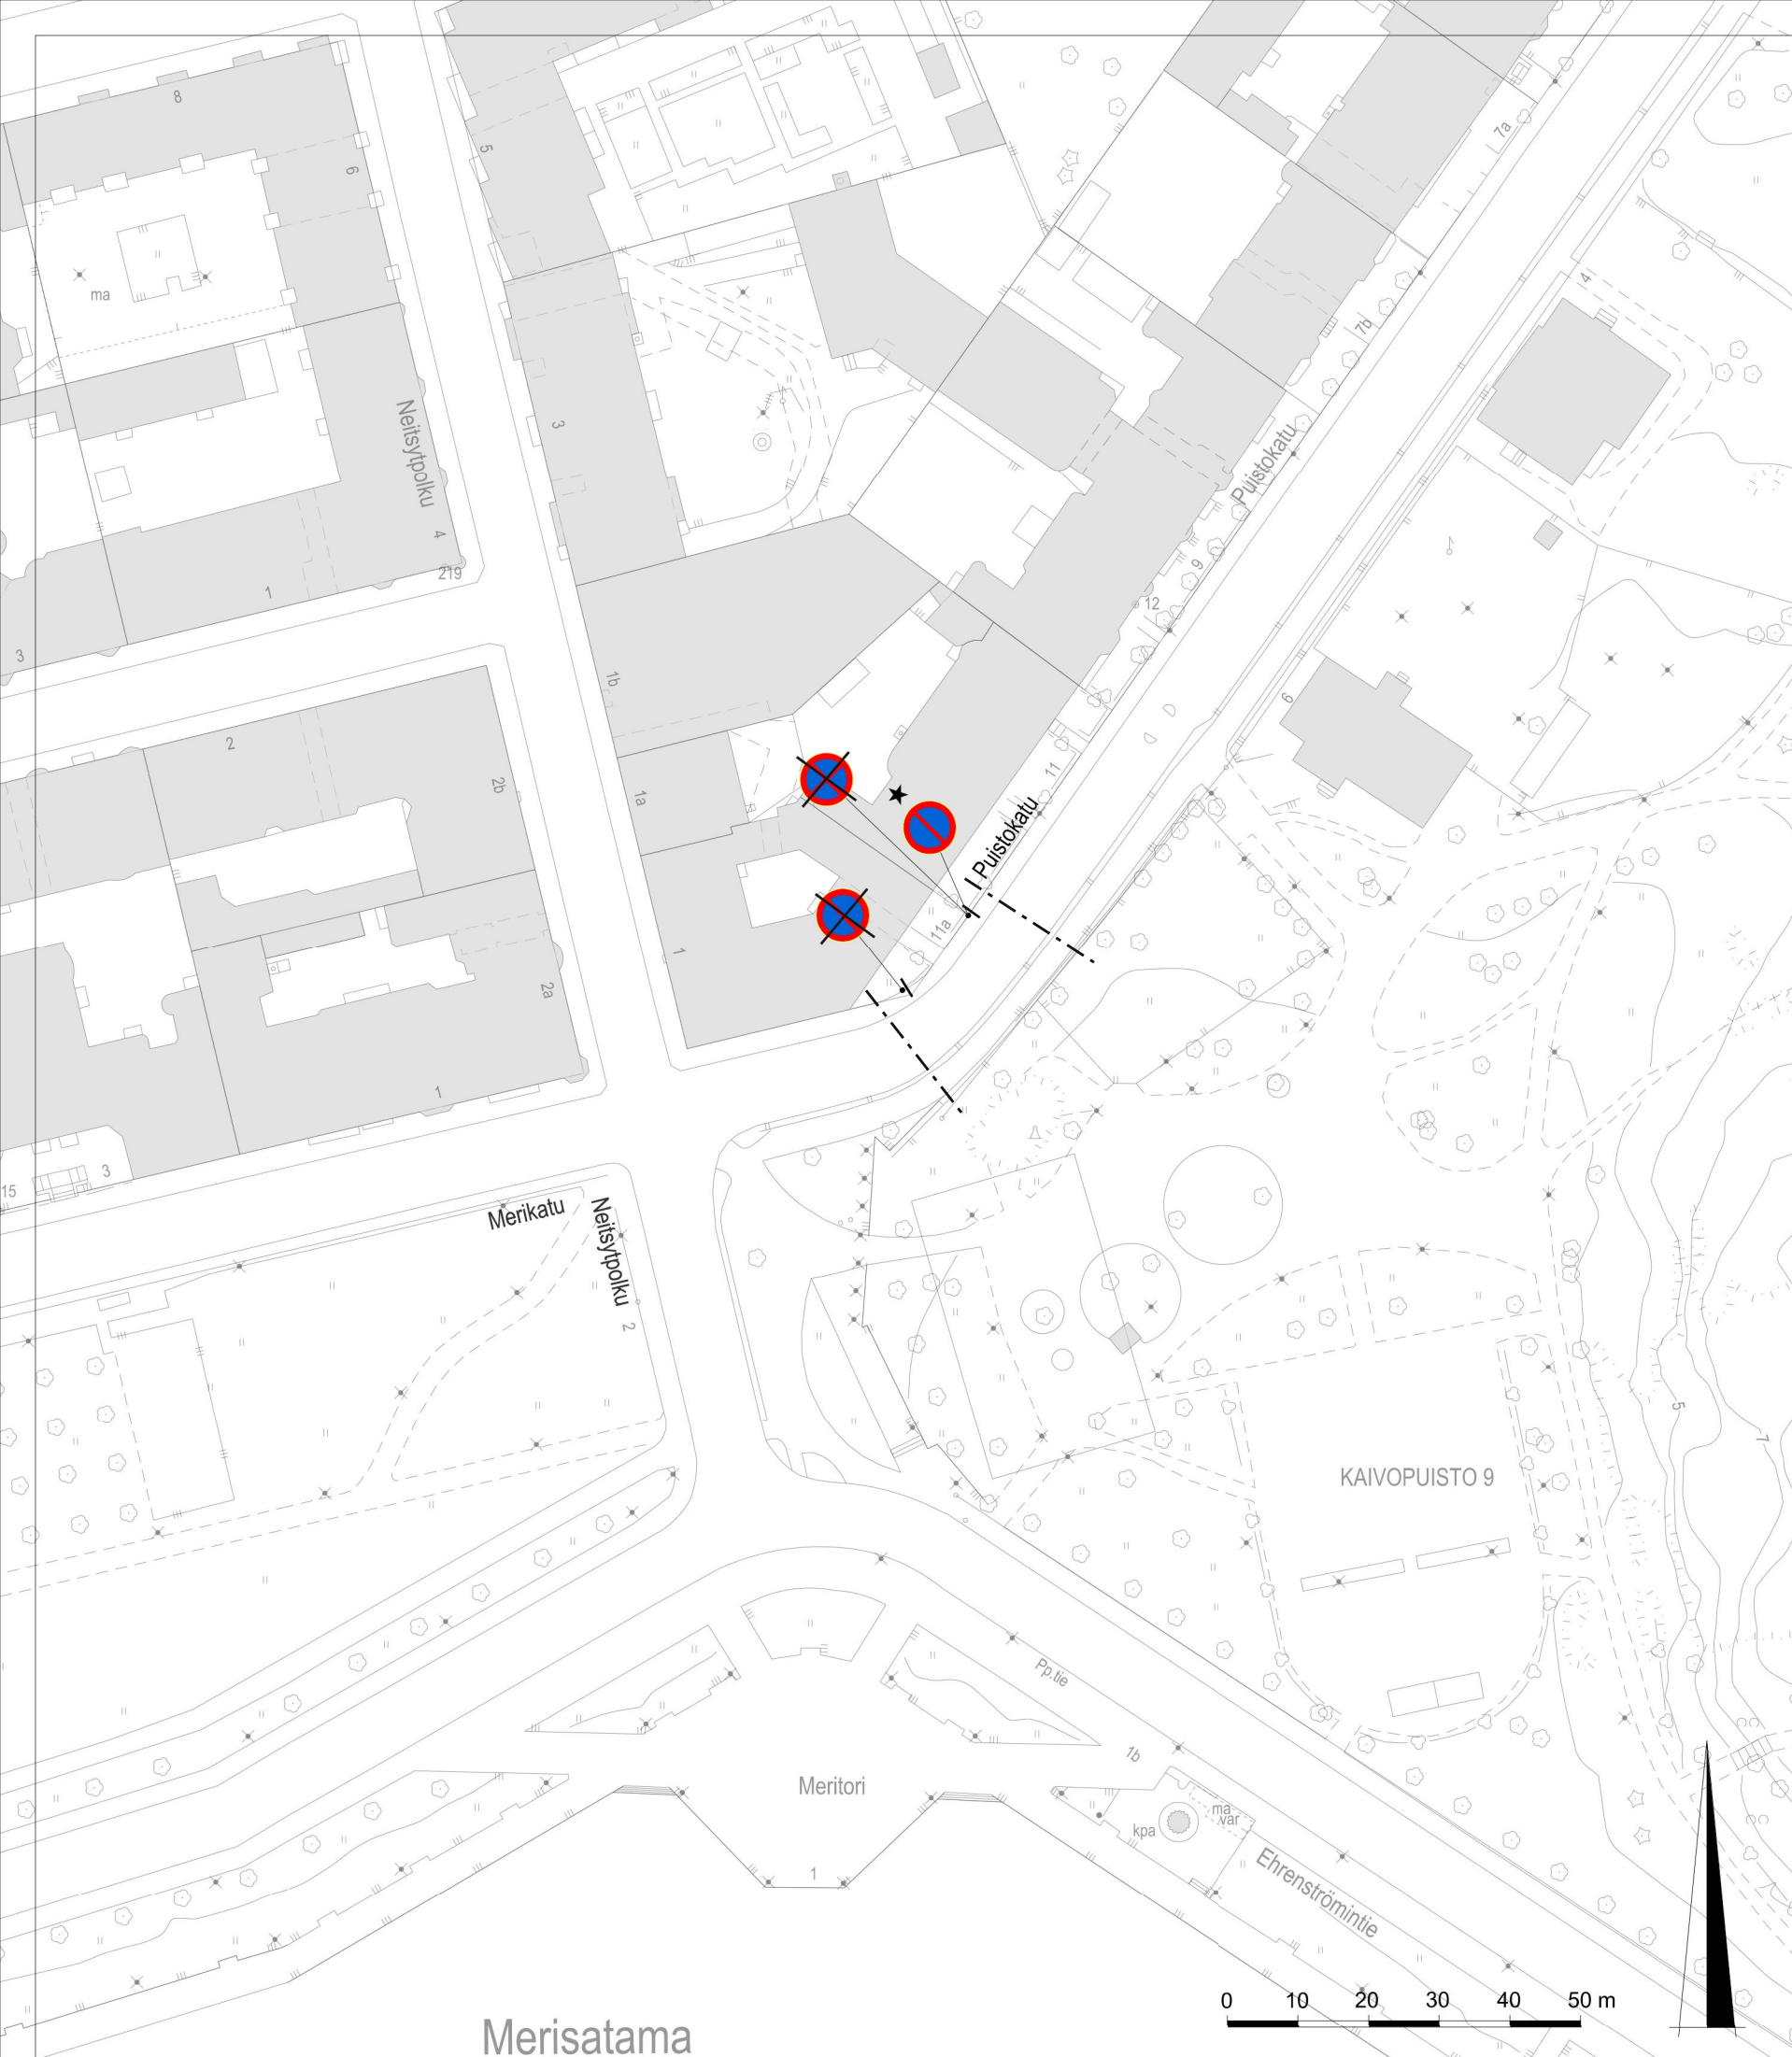 8
5
6
7a
ma
4
7b
3
Neitsytpolku
Puistokatu
4
219
9
1
12
3
1b
6
2
2b
1a
11
Puistokatu
11a
1
2a
1
3
15
Merikatu
Neitsytpolku
2
5
7
KAIVOPUISTO 9
Pp.tie
1b
Meritori
ma
var
kpa
1
Ehrenströmintie
0 10 20 30 40 50 m
Merisatama